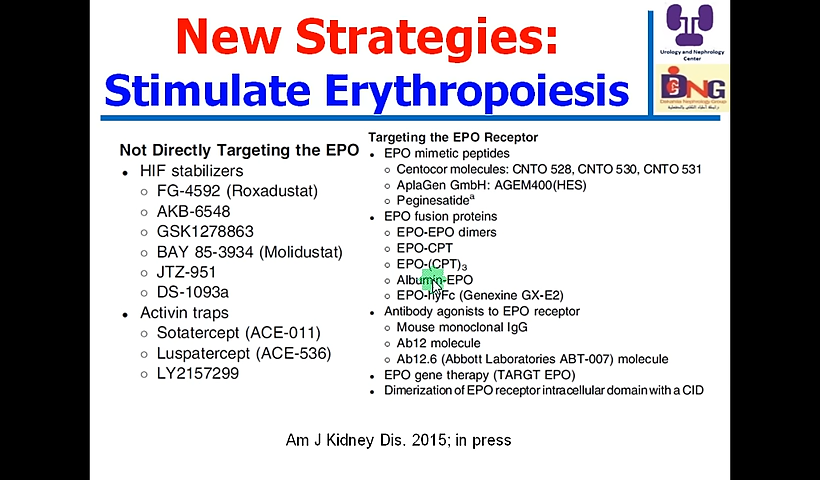 New Strategies:
Stimulate Erythropoiesis
Urology and Nephrology
Center
DNG
Dakahlia Nephrology Group
Not Directly Targeting the EPO
• HIF stabilizers
○ FG-4592 (Roxadustat)
○ AKB-6548
○ GSK1278863
○ BAY 85-3934 (Molidustat)
○ JTZ-951
○ DS-1093a
• Activin traps
○ Sotatercept (ACE-011)
○ Luspatercept (ACE-536)
○ LY2157299
Targeting the EPO Receptor
• EPO mimetic peptides
○ Centocor molecules: CNTO 528, CNTO 530, CNTO 531
○ AplaGen GmbH: AGEM400(HES)
○ Peginesatideᵃ
• EPO fusion proteins
○ EPO-EPO dimers
○ EPO-CPT
○ EPO-(CPT)₃
○ Albumin-EPO
○ EPO-hyFc (Genexine GX-E2)
• Antibody agonists to EPO receptor
○ Mouse monoclonal IgG
○ Ab12 molecule
○ Ab12.6 (Abbott Laboratories ABT-007) molecule
• EPO gene therapy (TARGT EPO)
• Dimerization of EPO receptor intracellular domain with a CID
Am J Kidney Dis. 2015; in press